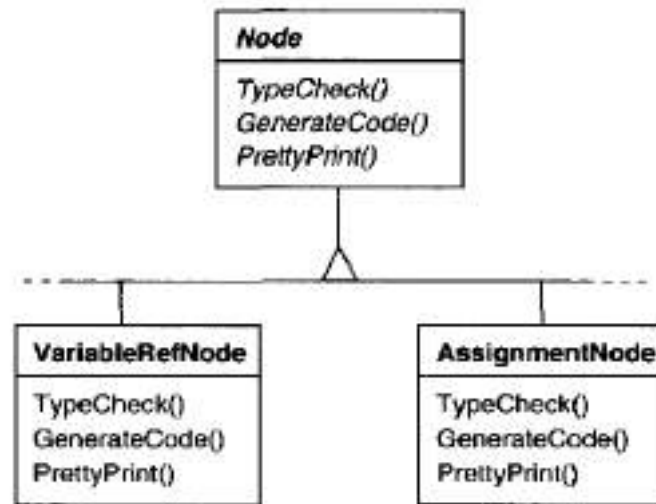 Node
TypeCheck()
GenerateCode()
PrettyPrint()
VariableRefNode
TypeCheck()
GenerateCode()
PrettyPrint()
AssignmentNode
TypeCheck()
GenerateCode()
PrettyPrint()